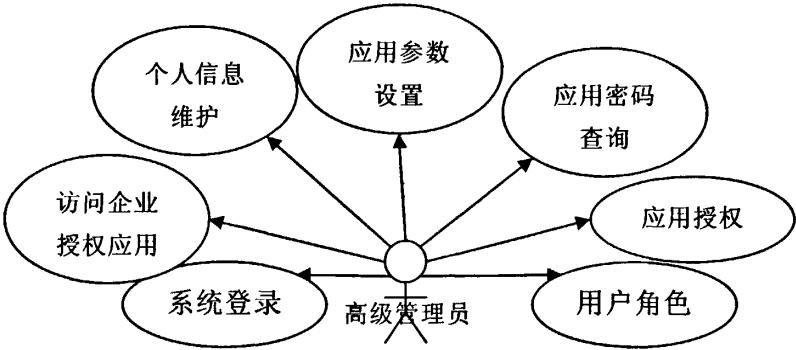 个人信息
维护
应用参数
设置
应用密码
查询
访问企业
授权应用
应用授权
系统登录
高级管理员
用户角色